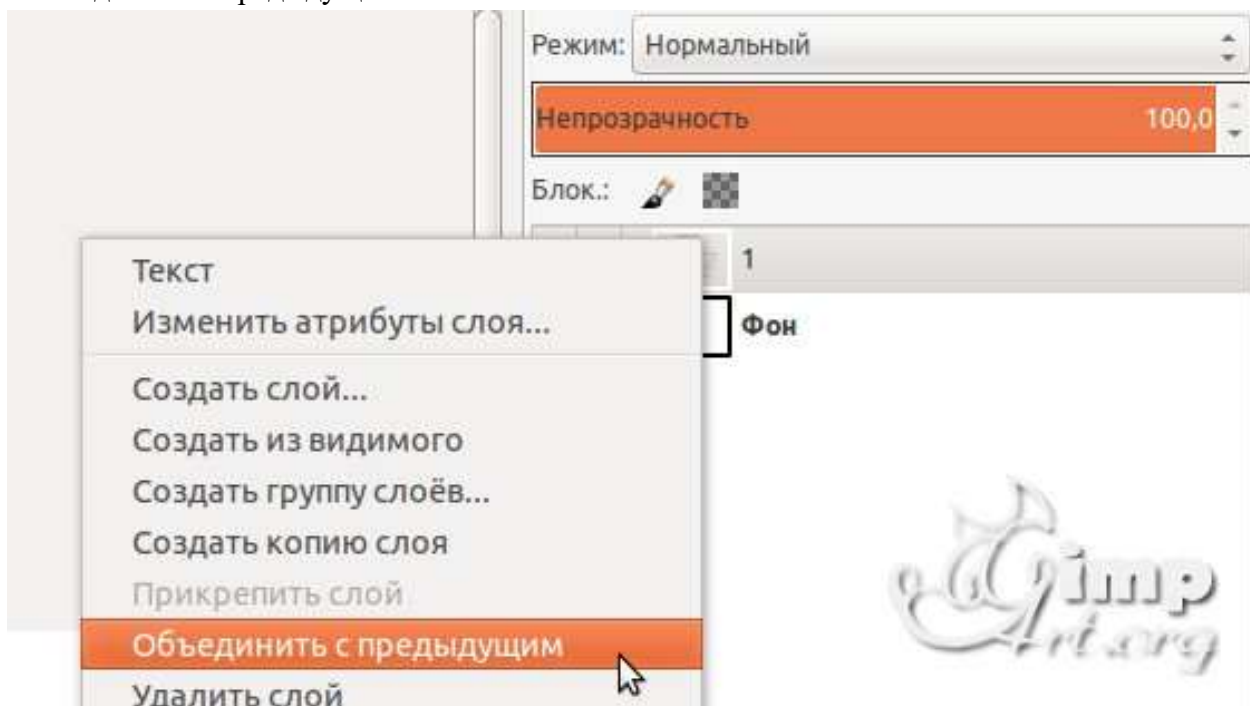 Режим: Нормальный
Непрозрачность 100,0
Блок.:
1
Фон
Текст
Изменить атрибуты слоя...
Создать слой...
Создать из видимого
Создать группу слоёв...
Создать копию слоя
Прикрепить слой
Объединить с предыдущим
Удалить слой
Gimp
Art.org